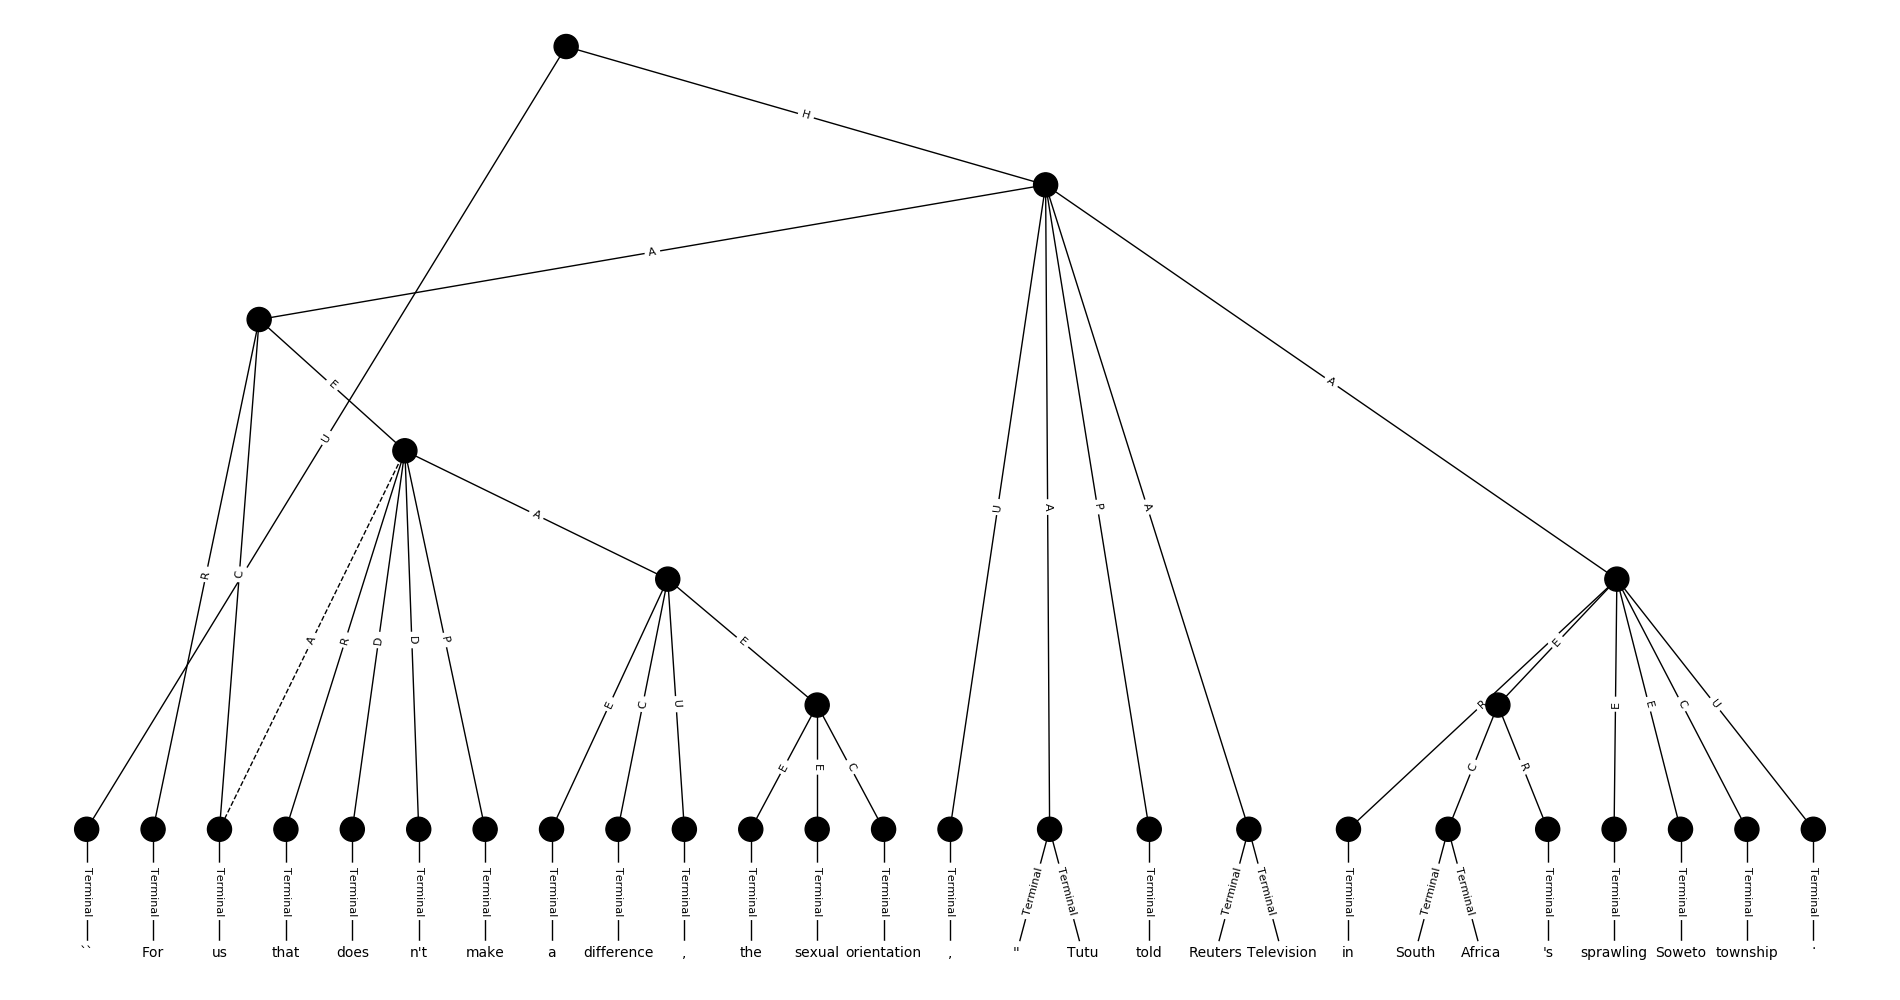 H
A
A
E
U
A
U
A
P
A
R
C
A
R
D
D
P
E
E
E
C
U
R
E
E
C
U
E
E
C
C
R
Terminal Terminal Terminal Terminal Terminal Terminal Terminal Terminal Terminal Terminal Terminal Terminal Terminal Terminal Terminal Terminal Terminal Terminal Terminal Terminal Terminal Terminal Terminal Terminal Terminal Terminal Terminal
`` For us that does n't make a difference , the sexual orientation , " Tutu told Reuters Television in South Africa 's sprawling Soweto township .